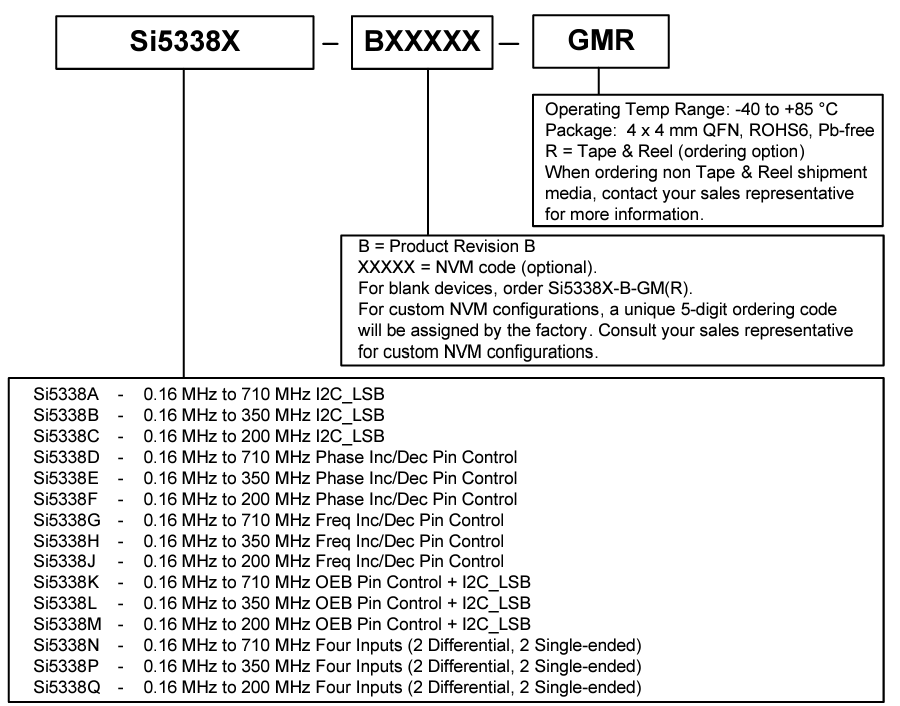 Si5338X – BXXXXX – GMR
Operating Temp Range: -40 to +85 °C
Package: 4 x 4 mm QFN, ROHS6, Pb-free
R = Tape & Reel (ordering option)
When ordering non Tape & Reel shipment
media, contact your sales representative
for more information.
B = Product Revision B
XXXXX = NVM code (optional).
For blank devices, order Si5338X-B-GM(R).
For custom NVM configurations, a unique 5-digit ordering code
will be assigned by the factory. Consult your sales representative
for custom NVM configurations.
Si5338A - 0.16 MHz to 710 MHz I2C_LSB
Si5338B - 0.16 MHz to 350 MHz I2C_LSB
Si5338C - 0.16 MHz to 200 MHz I2C_LSB
Si5338D - 0.16 MHz to 710 MHz Phase Inc/Dec Pin Control
Si5338E - 0.16 MHz to 350 MHz Phase Inc/Dec Pin Control
Si5338F - 0.16 MHz to 200 MHz Phase Inc/Dec Pin Control
Si5338G - 0.16 MHz to 710 MHz Freq Inc/Dec Pin Control
Si5338H - 0.16 MHz to 350 MHz Freq Inc/Dec Pin Control
Si5338J - 0.16 MHz to 200 MHz Freq Inc/Dec Pin Control
Si5338K - 0.16 MHz to 710 MHz OEB Pin Control + I2C_LSB
Si5338L - 0.16 MHz to 350 MHz OEB Pin Control + I2C_LSB
Si5338M - 0.16 MHz to 200 MHz OEB Pin Control + I2C_LSB
Si5338N - 0.16 MHz to 710 MHz Four Inputs (2 Differential, 2 Single-ended)
Si5338P - 0.16 MHz to 350 MHz Four Inputs (2 Differential, 2 Single-ended)
Si5338Q - 0.16 MHz to 200 MHz Four Inputs (2 Differential, 2 Single-ended)